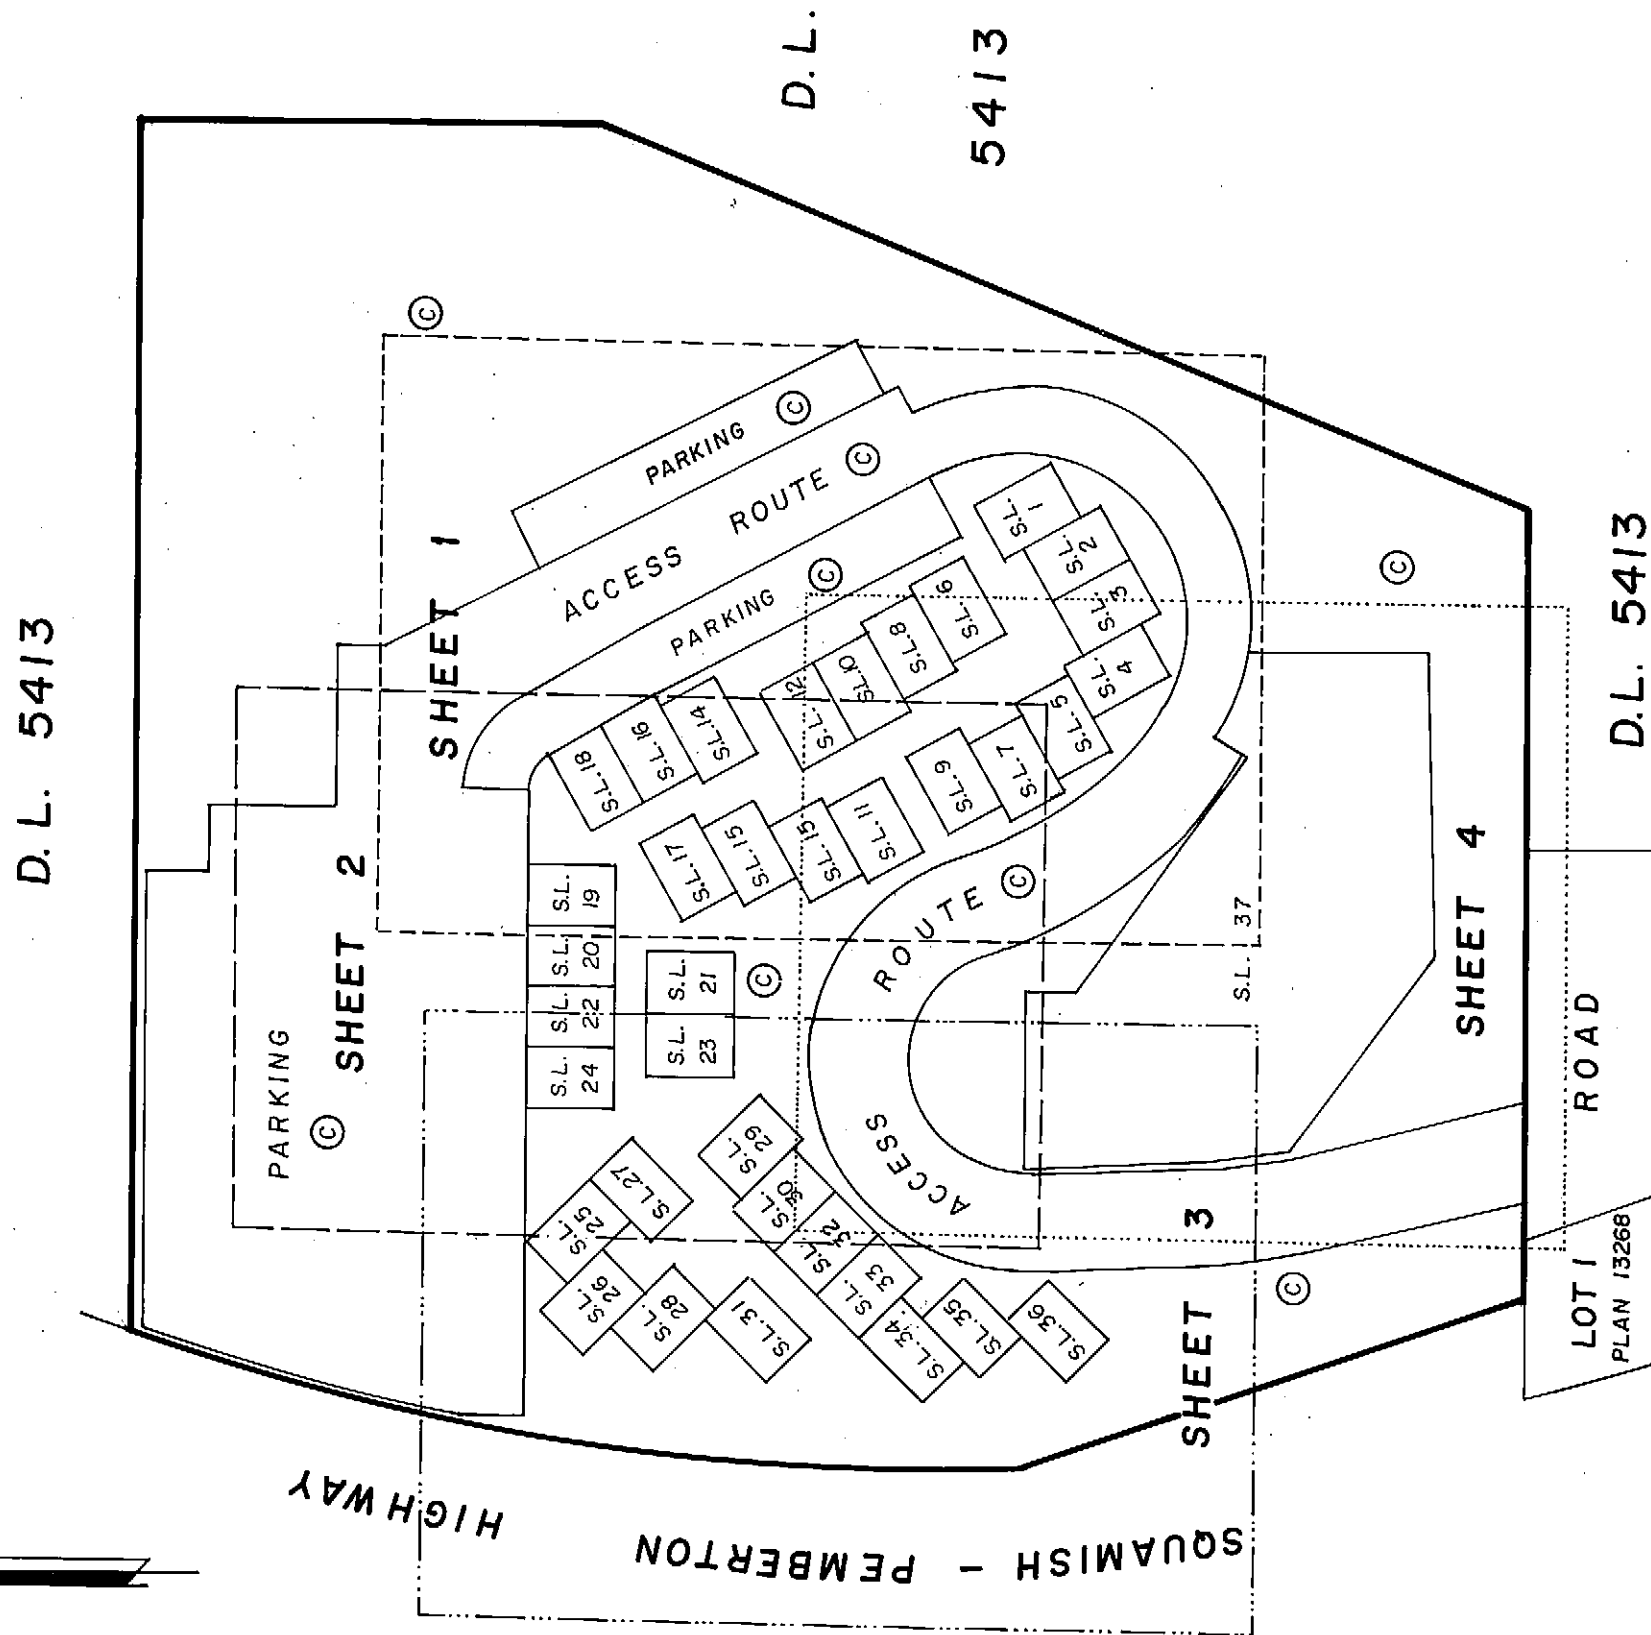 D.L.
5413
D.L. 5413
D.L. 5413
SHEET 1
SHEET 2
SHEET 3
SHEET 4
PARKING
C
C
ACCESS ROUTE
C
PARKING
C
S.L.
1
S.L.
2
S.L.
3
S.L.
4
S.L. 5
S.L. 6
S.L. 7
S.L. 8
S.L. 9
S.L. 10
S.L. 11
S.L. 12
S.L. 14
S.L. 15
S.L. 15
S.L. 16
S.L. 17
S.L. 18
S.L.
19
S.L.
20
S.L.
21
S.L.
22
S.L.
23
S.L.
24
C
PARKING
C
S.L.
25
S.L.
26
S.L. 27
S.L.
28
S.L.
29
S.L.
30
S.L. 31
S.L.
32
S.L.
33
S.L. 34
S.L. 35
S.L. 36
S.L. 37
ACCESS ROUTE
C
C
C
ROAD
LOT 1
PLAN 13268
SQUAMISH - PEMBERTON HIGHWAY